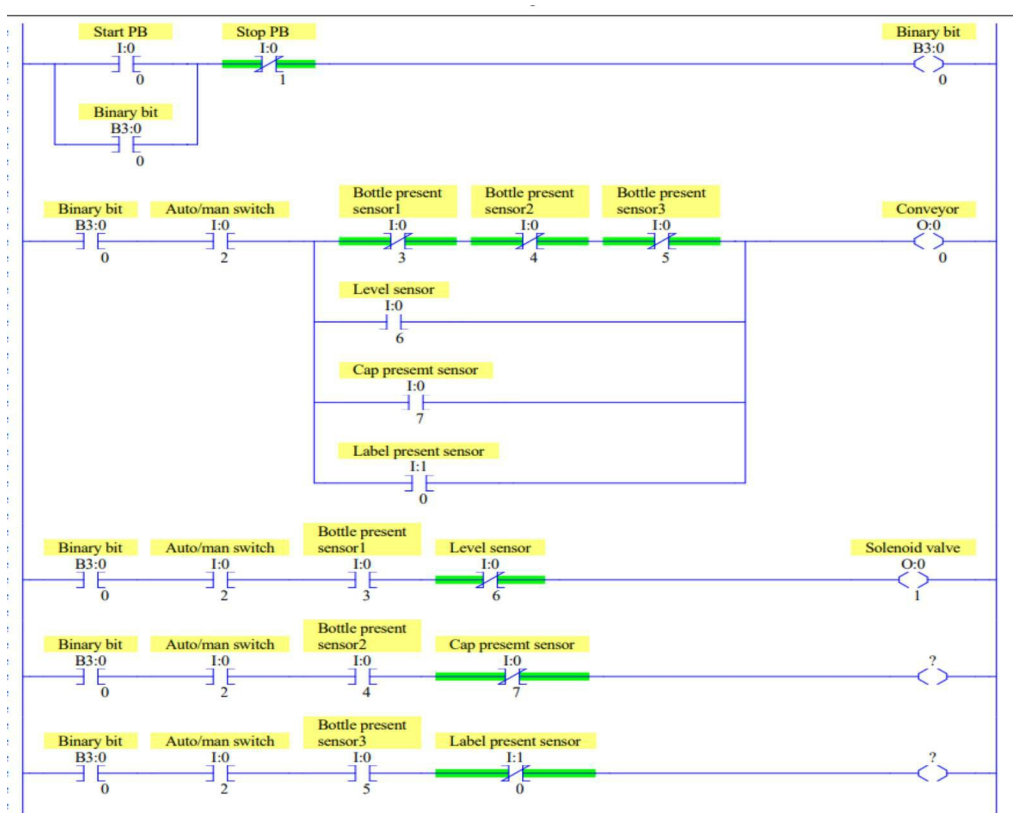 Start PB Stop PB Binary bit
I:0 I:0 B3:0
0 1 0
Binary bit
B3:0
0
Bottle present Bottle present Bottle present
Binary bit Auto/man switch sensor1 sensor2 sensor3 Conveyor
B3:0 I:0 I:0 I:0 I:0 O:0
0 2 3 4 5 0
Level sensor
I:0
6
Cap presemt sensor
I:0
7
Label present sensor
I:1
0
Bottle present
Binary bit Auto/man switch sensor1 Level sensor Solenoid valve
B3:0 I:0 I:0 I:0 O:0
0 2 3 6 1
Bottle present
Binary bit Auto/man switch sensor2 Cap presemt sensor
B3:0 I:0 I:0 I:0 ?
0 2 4 7
Bottle present
Binary bit Auto/man switch sensor3 Label present sensor
B3:0 I:0 I:0 I:1 ?
0 2 5 0